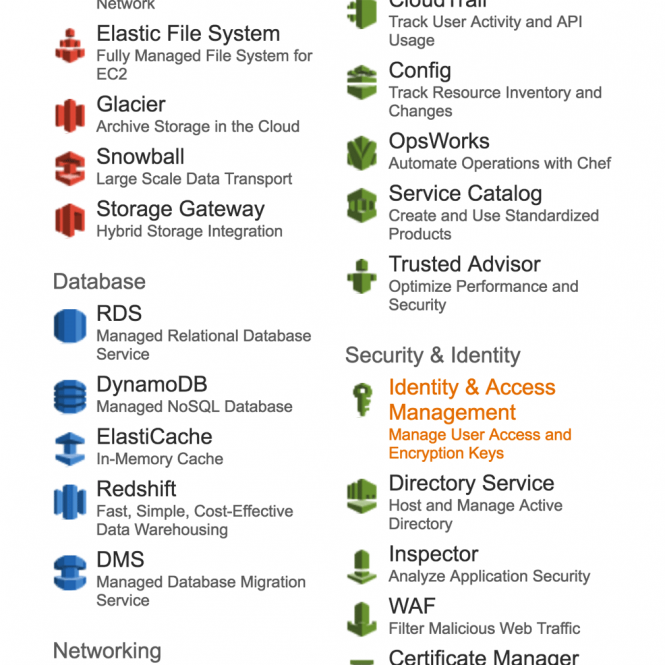 Network
Elastic File System
Fully Managed File System for
EC2
Glacier
Archive Storage in the Cloud
Snowball
Large Scale Data Transport
Storage Gateway
Hybrid Storage Integration
Database
RDS
Managed Relational Database
Service
DynamoDB
Managed NoSQL Database
ElastiCache
In-Memory Cache
Redshift
Fast, Simple, Cost-Effective
Data Warehousing
DMS
Managed Database Migration
Service
Networking
CloudTrail
Track User Activity and API
Usage
Config
Track Resource Inventory and
Changes
OpsWorks
Automate Operations with Chef
Service Catalog
Create and Use Standardized
Products
Trusted Advisor
Optimize Performance and
Security
Security & Identity
Identity & Access
Management
Manage User Access and
Encryption Keys
Directory Service
Host and Manage Active
Directory
Inspector
Analyze Application Security
WAF
Filter Malicious Web Traffic
Certificate Manager